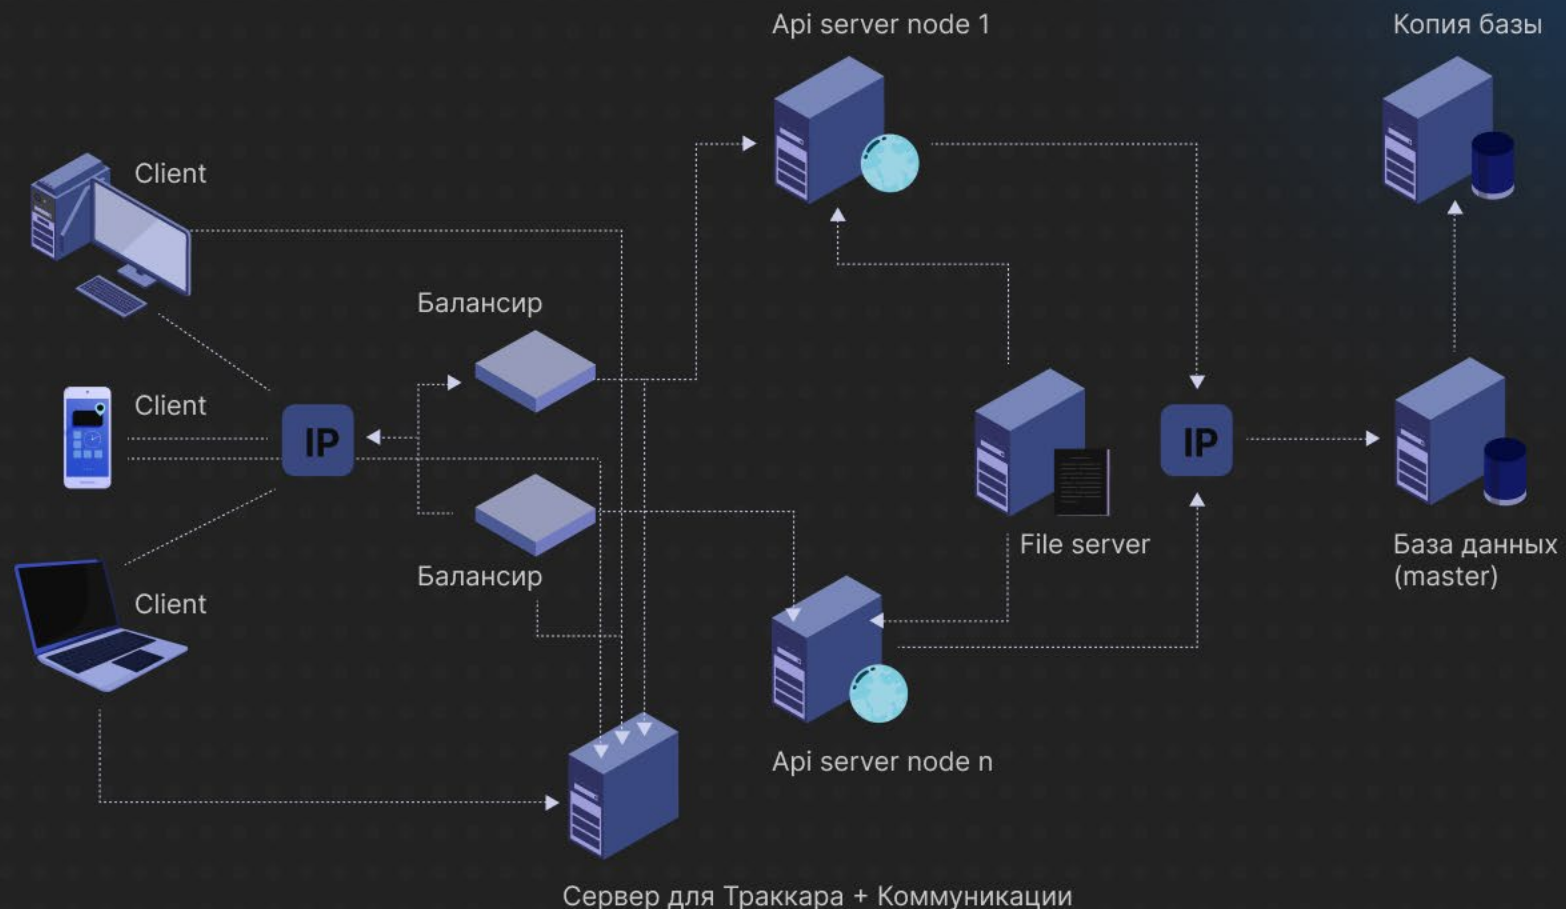 Api server node 1
Копия базы
Client
Балансир
Client
IP
IP
File server
База данных
(master)
Балансир
Client
Api server node n
Сервер для Траккара + Коммуникации